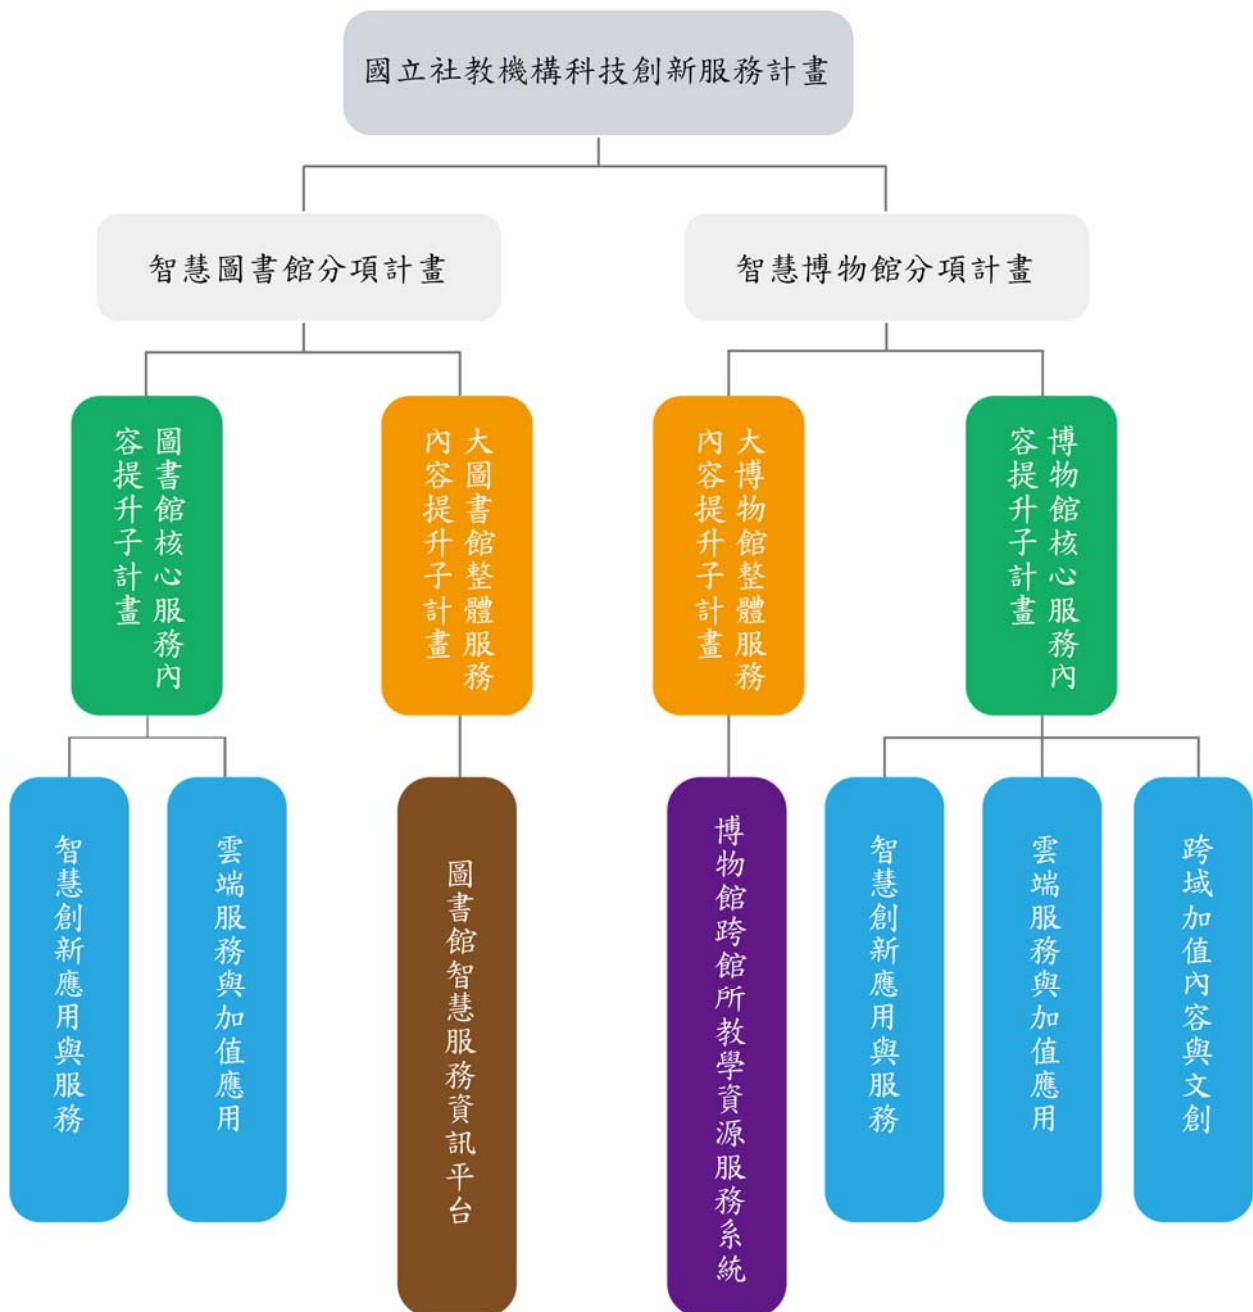 國立社教機構科技創新服務計畫
智慧圖書館分項計畫
智慧博物館分項計畫
圖書館核心服務內
容提升子計畫
大圖書館整體服務
內容提升子計畫
大博物館整體服務
內容提升子計畫
博物館核心服務內
容提升子計畫
智慧創新應用與服務
雲端服務與加值應用
圖書館智慧服務資訊平台
博物館跨館所教學資源服務系統
智慧創新應用與服務
雲端服務與加值應用
跨域加值內容與文創